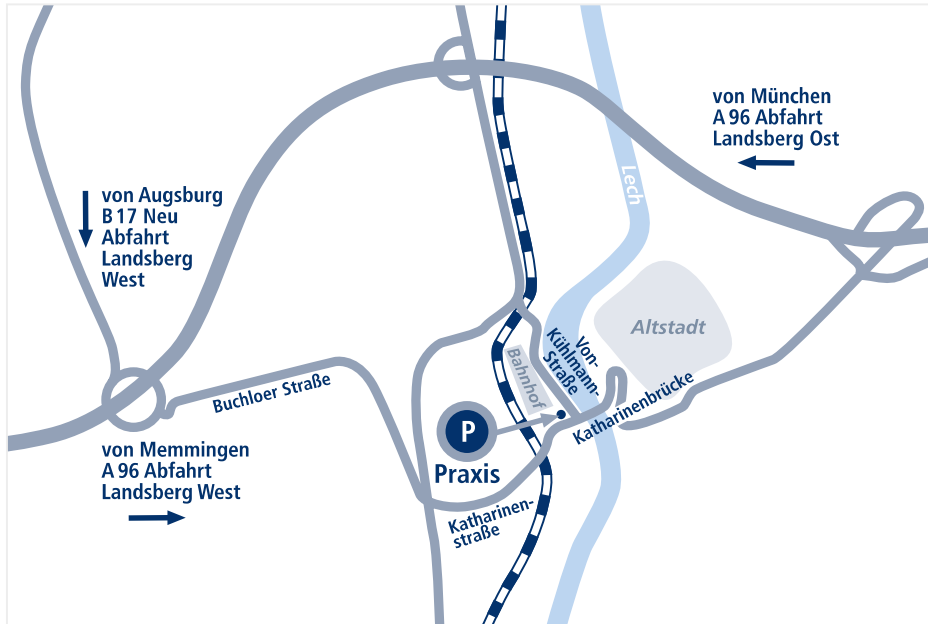 von München
A 96 Abfahrt
Landsberg Ost
Lech
von Augsburg
B 17 Neu
Abfahrt
Landsberg
West
Altstadt
Von-
Kühlmann-
Straße
Bahnhof
Buchloer Straße
Katharinenbrücke
P
Praxis
von Memmingen
A 96 Abfahrt
Landsberg West
Katharinen-
straße